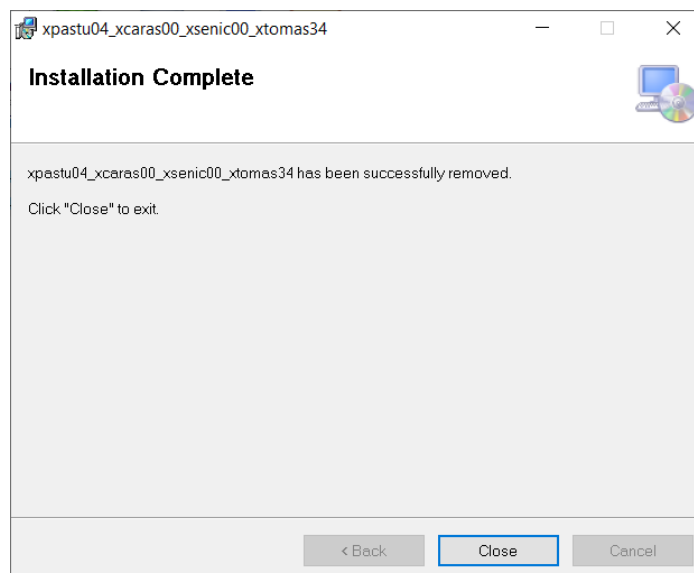 xpastu04_xcaras00_xsenic00_xtomas34
Installation Complete
xpastu04_xcaras00_xsenic00_xtomas34 has been successfully removed.
Click "Close" to exit.
< Back
Close
Cancel